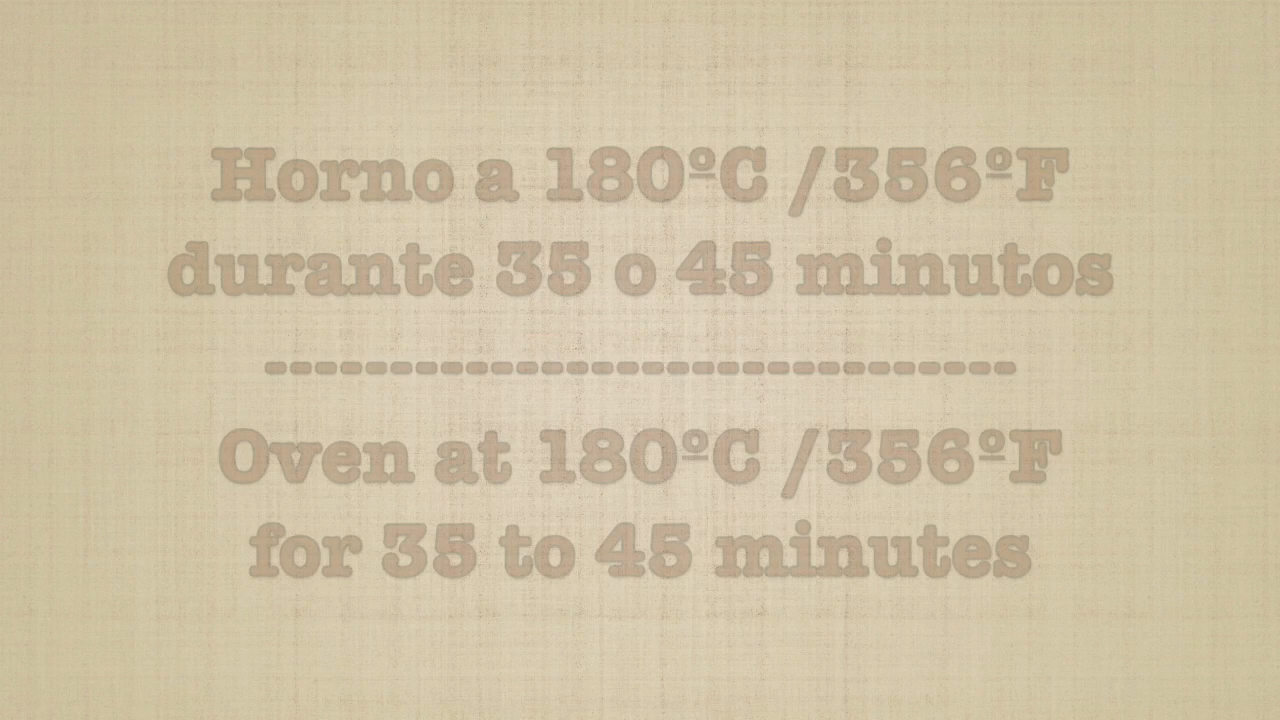 Horno a 180ºC /356ºF
durante 35 o 45 minutos
------------------------------
Oven at 180ºC /356ºF
for 35 to 45 minutes